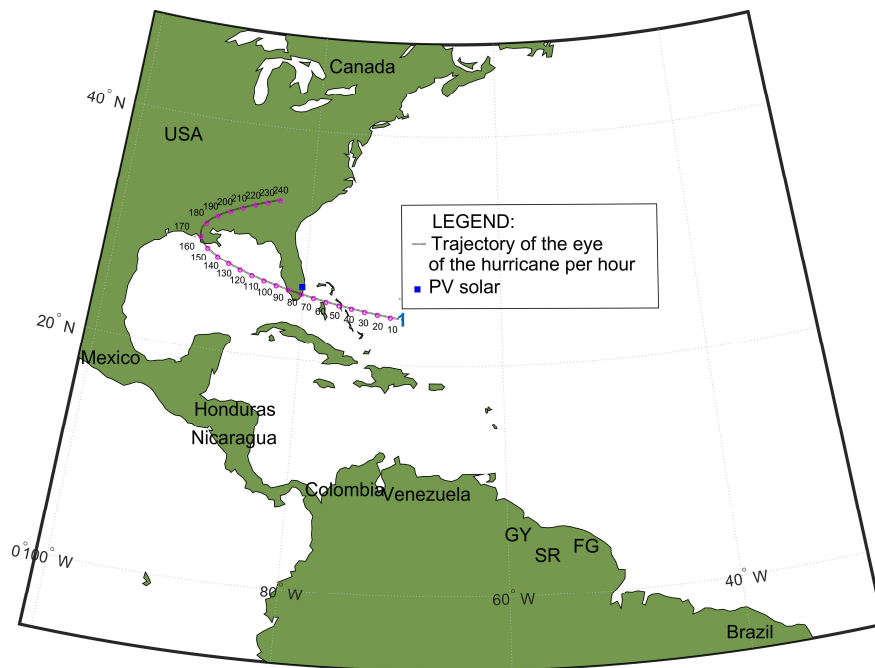 Canada
40° N
USA
180 190 200 210 220 230 240
170
160
150
140
130
120
110
100
90
80
70
60
50
40
30
20
10
1
LEGEND:
Trajectory of the eye
of the hurricane per hour
PV solar
20° N
Mexico
Honduras
Nicaragua
Colombia
Venezuela
GY
SR
FG
0°
100° W
80° W
60° W
40° W
Brazil